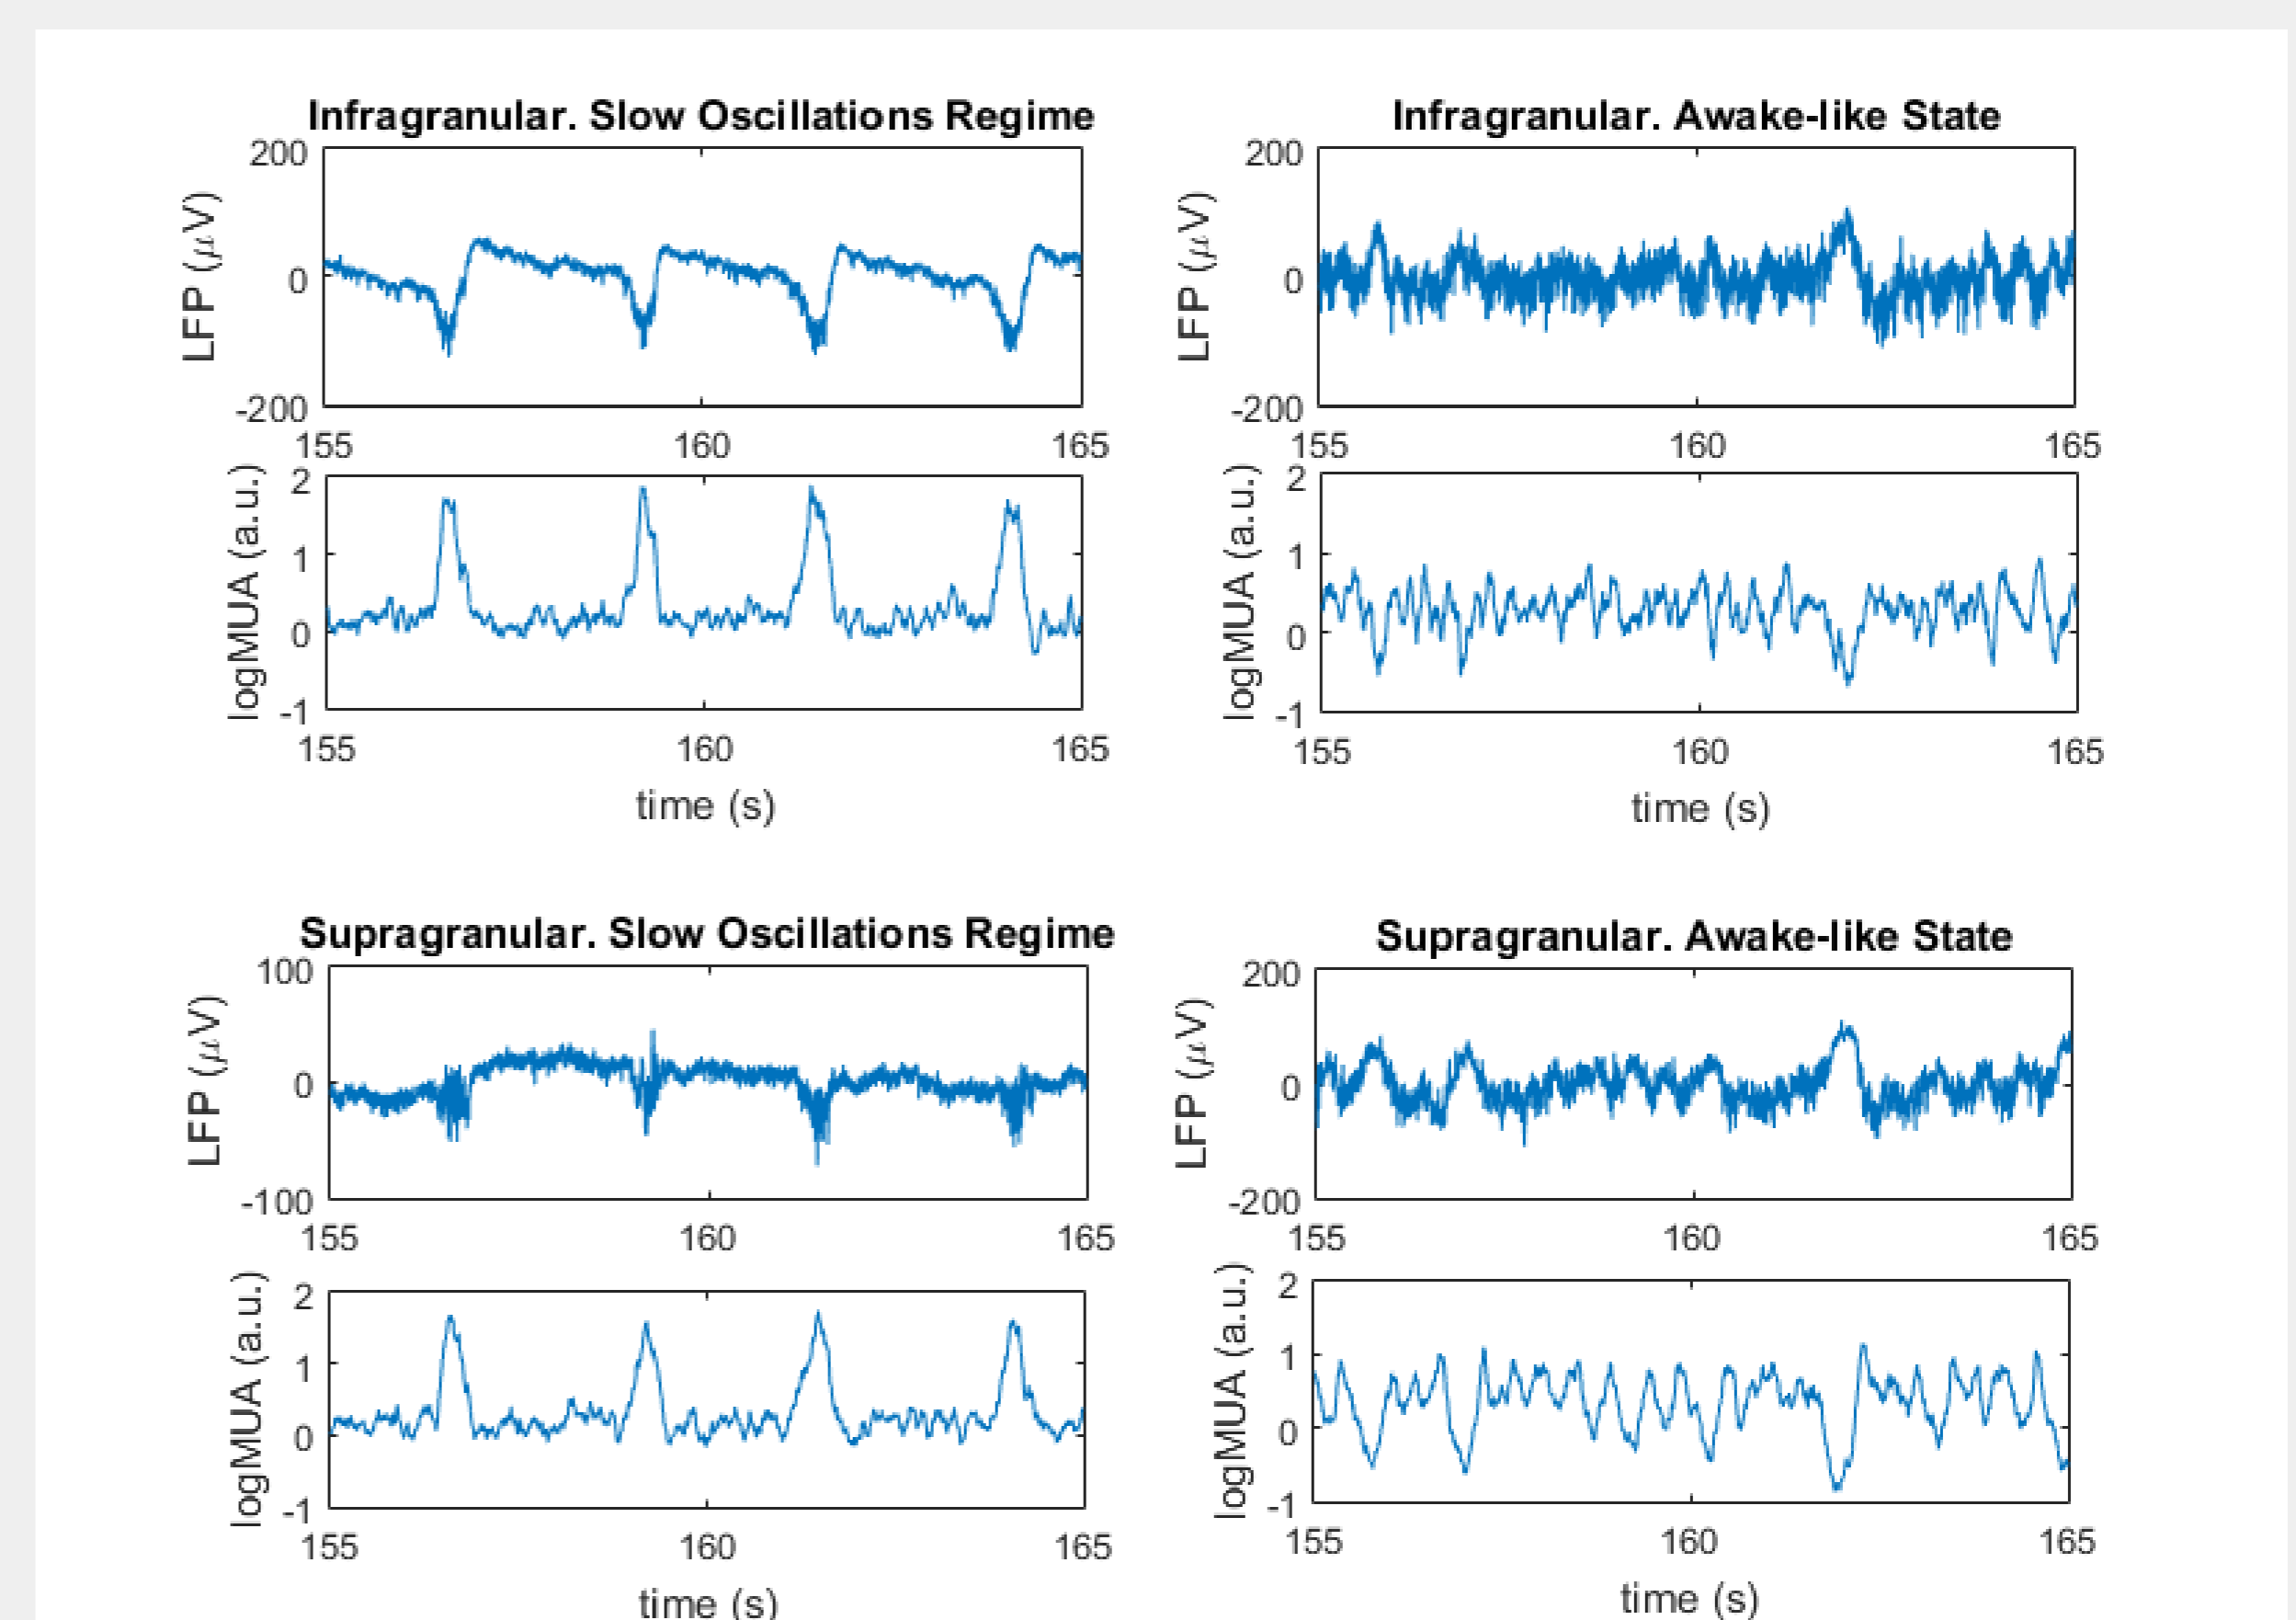 Infragranular. Slow Oscillations Regime
200
0
-200
LFP (μV)
155 160 165
2
1
0
-1
logMUA (a.u.)
155 160 165
time (s)
Infragranular. Awake-like State
200
0
-200
LFP (μV)
155 160 165
2
1
0
-1
logMUA (a.u.)
155 160 165
time (s)
Supragranular. Slow Oscillations Regime
100
0
-100
LFP (μV)
155 160 165
2
1
0
-1
logMUA (a.u.)
155 160 165
time (s)
Supragranular. Awake-like State
200
0
-200
LFP (μV)
155 160 165
2
1
0
-1
logMUA (a.u.)
155 160 165
time (s)